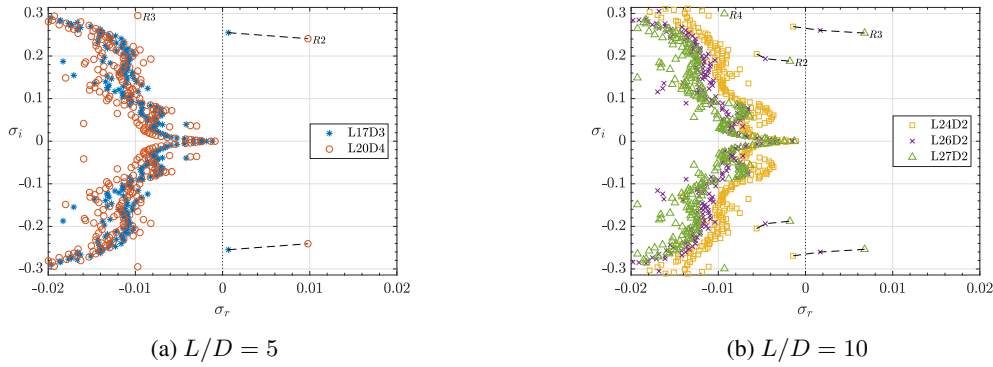 0.3
0.2
0.1
0
-0.1
-0.2
-0.3
σi
-0.02
-0.01
0
0.01
0.02
σr
R3
R2
L17D3
L20D4
(a) L/D = 5
0.3
0.2
0.1
0
-0.1
-0.2
-0.3
σi
-0.02
-0.01
0
0.01
0.02
σr
R4
R3
R2
L24D2
L26D2
L27D2
(b) L/D = 10